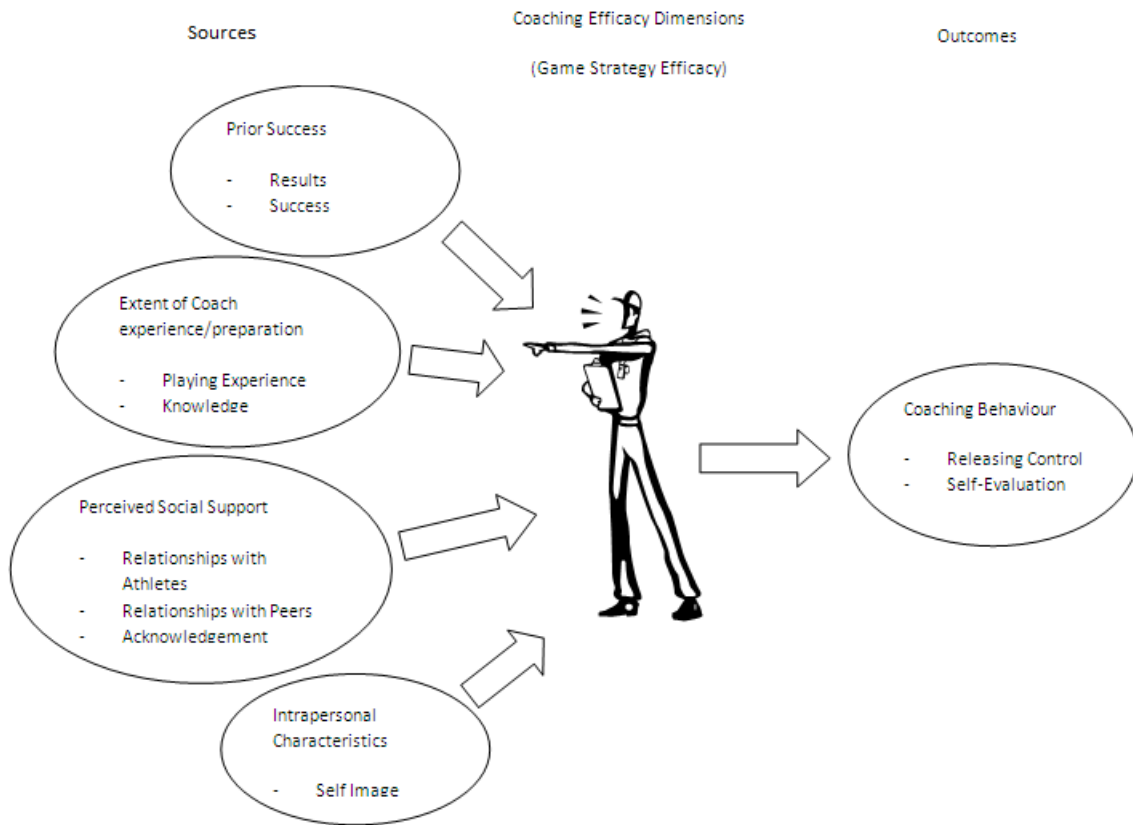 Sources
Coaching Efficacy Dimensions
(Game Strategy Efficacy)
Outcomes
Prior Success
- Results
- Success
Extent of Coach
experience/preparation
- Playing Experience
- Knowledge
Perceived Social Support
- Relationships with
Athletes
- Relationships with Peers
- Acknowledgement
Intrapersonal
Characteristics
- Self Image
Coaching Behaviour
- Releasing Control
- Self-Evaluation